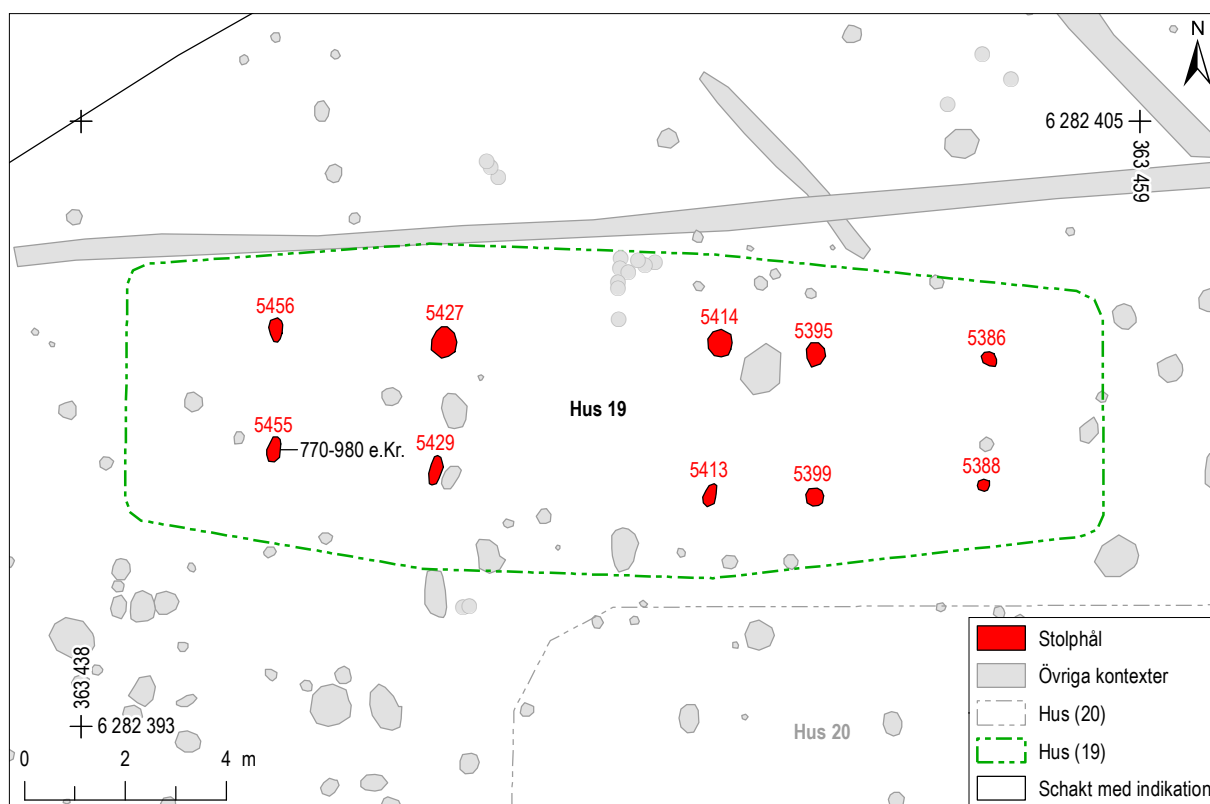 N
6 282 405
363 459
5456
5427
5414
5395
5386
Hus 19
5455
770-980 e.Kr.
5429
5413
5399
5388
363 438
6 282 393
0 2 4 m
Hus 20
Stolphål
Övriga kontexter
Hus (20)
Hus (19)
Schakt med indikation